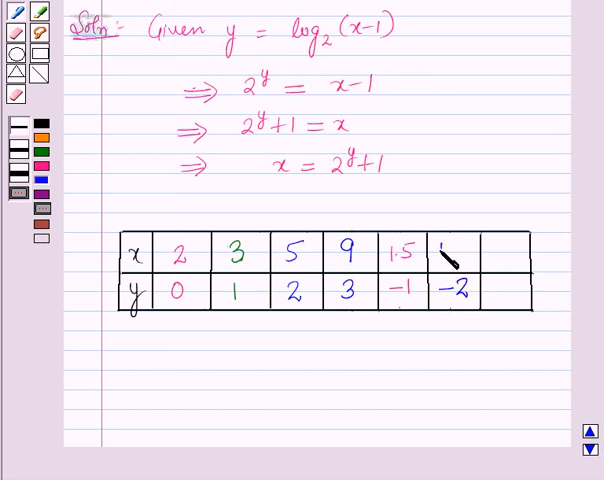 Soln:- Given y = log₂(x-1)
⇒ 2^y = x-1
⇒ 2^y+1 = x
⇒ x = 2^y+1
x 2 3 5 9 1.5
y 0 1 2 3 -1 -2